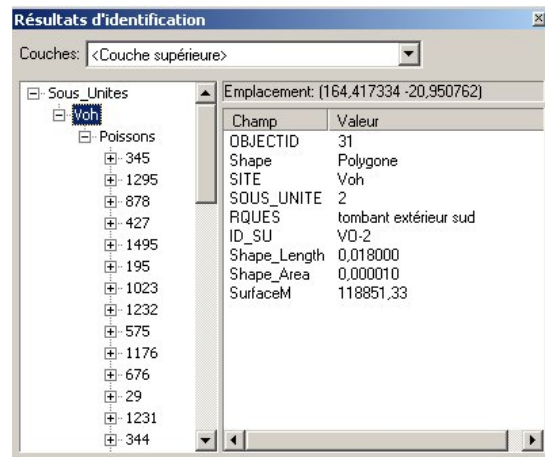 Résultats d'identification
Couches: <Couche supérieure>
Sous_Unites
Voh
Poissons
345
1295
878
427
1495
195
1023
1232
575
1176
676
29
1231
344
Emplacement: (164,417334 -20,950762)
Champ Valeur
OBJECTID 31
Shape Polygone
SITE Voh
SOUS_UNITE 2
RQUES tombant extérieur sud
ID_SU VO-2
Shape_Length 0,018000
Shape_Area 0,000010
SurfaceM 118851,33